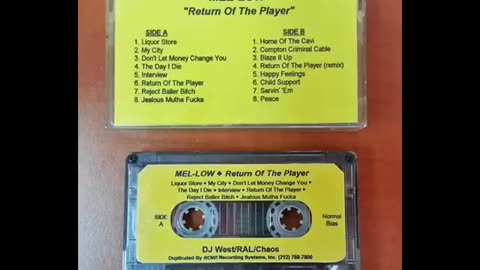 "Return Of The Player"
SIDE A
1. Liquor Store
2. My City
3. Don't Let Money Change You
4. The Day I Die
5. Interview
6. Return Of The Player
7. Reject Baller Bitch
8. Jealous Mutha Fucka
SIDE B
1. Home Of The Cavi
2. Compton Criminal Cable
3. Blaze It Up
4. Return Of The Player (remix)
5. Happy Feelings
6. Child Support
7. Servin' 'Em
8. Peace
MEL-LOW ♦ Return Of The Player
Liquor Store • My City • Don't Let Money Change You •
The Day I Die • Interview • Return Of The Player •
Reject Baller Bitch • Jealous Mutha Fucka
SIDE
A
Normal
Bias
DJ West/RAL/Chaos
Duplicated By WOW! Recording Systems, Inc. (212) 768-7800